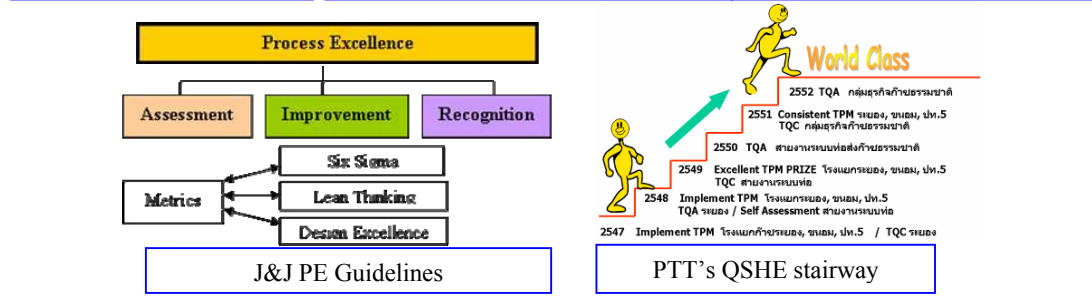 Process Excellence
Assessment
Improvement
Recognition
Six Sigma
Metrics
Lean Thinking
Design Excellence
J&J PE Guidelines
World Class
2552 TQA กลุ่มธุรกิจก๊าซธรรมชาติ
2551 Consistent TPM ระยอง, ขนอม, ปท.5
TQC กลุ่มธุรกิจก๊าซธรรมชาติ
2550 TQA สายงานระบบท่อส่งก๊าซธรรมชาติ
2549 Excellent TPM PRIZE โรงแยกระยอง, ขนอม, ปท.5
TQC สายงานระบบท่อ
2548 Implement TPM โรงแยกระยอง, ขนอม, ปท.5
TQA ระยอง / Self Assessment สายงานระบบท่อ
2547 Implement TPM โรงแยกก๊าซระยอง, ขนอม, ปท.5 / TQC ระยอง
PTT's QSHE stairway